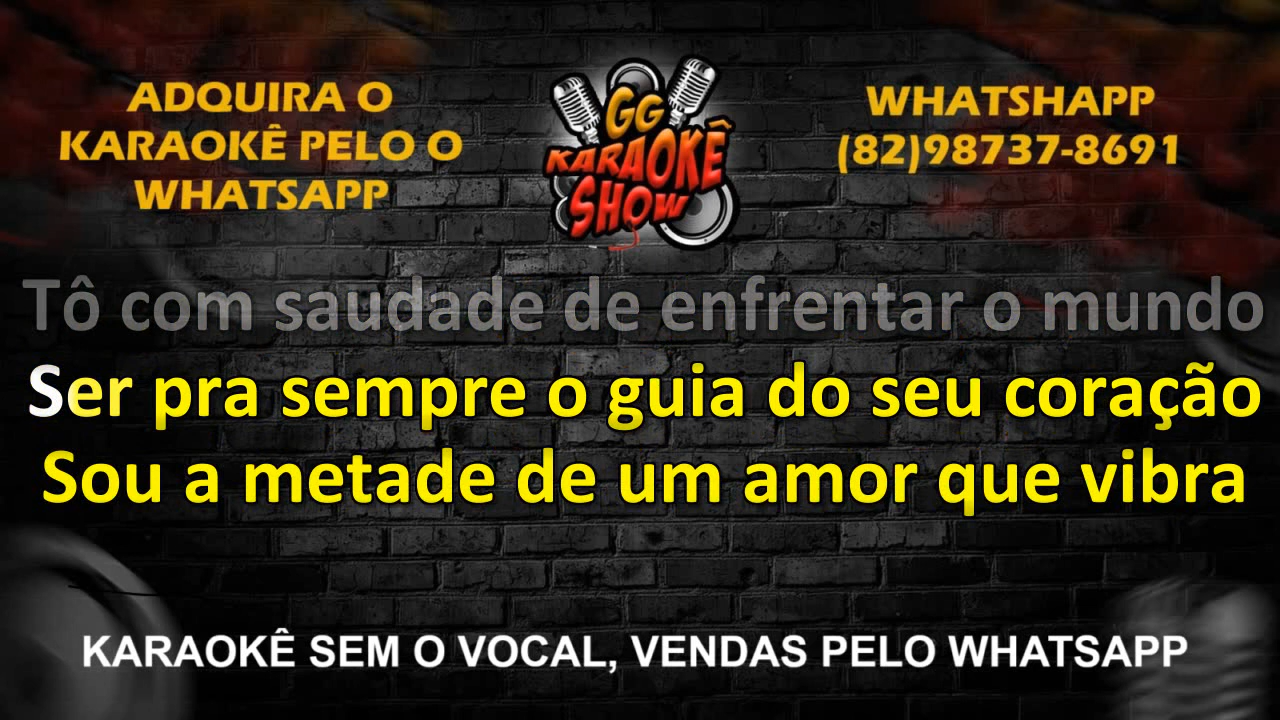 ADQUIRA O
KARAOKÊ PELO O
WHATSAPP
GG
KARAOKÊ
SHOW
WHATSHAPP
(82)98737-8691
Tô com saudade de enfrentar o mundo
Ser pra sempre o guia do seu coração
Sou a metade de um amor que vibra
KARAOKÊ SEM O VOCAL, VENDAS PELO WHATSAPP